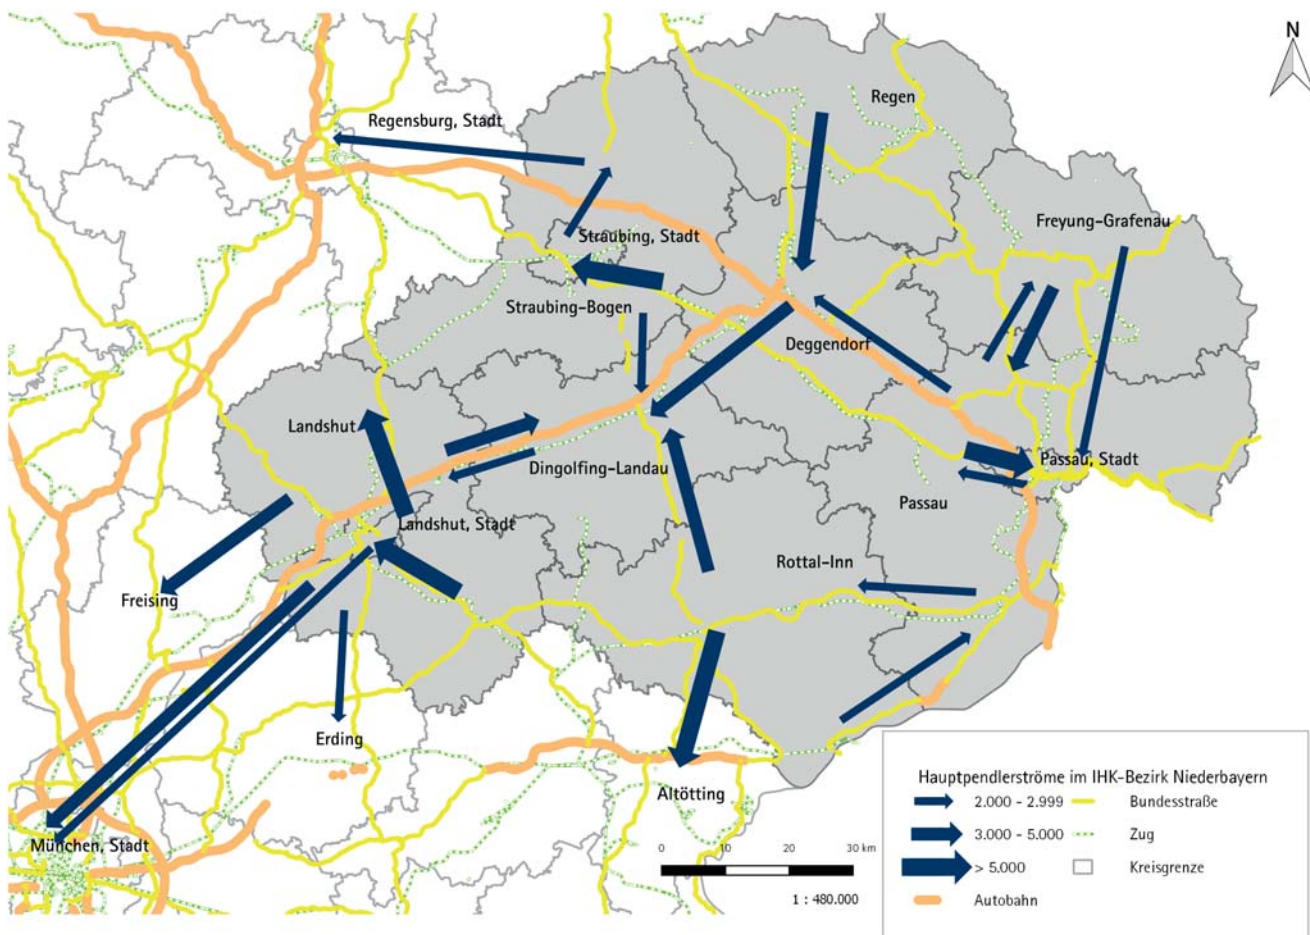 N
Regen
Regensburg, Stadt
Freyung-Grafenau
Straubing, Stadt
Straubing-Bogen
Deggendorf
Landshut
Dingolfing-Landau
Passau, Stadt
Passau
Landshut, Stadt
Rottal-Inn
Freising
Erding
Altötting
München, Stadt
0 10 20 30 km
1 : 480.000
Hauptpendlerströme im IHK-Bezirk Niederbayern
2.000 - 2.999 Bundesstraße
3.000 - 5.000 Zug
> 5.000 Kreisgrenze
Autobahn